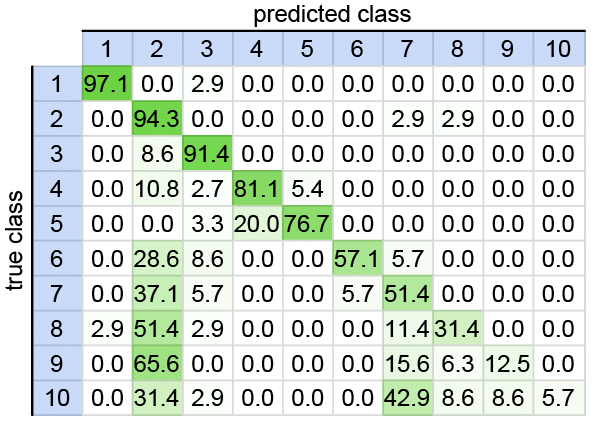 predicted class
1 2 3 4 5 6 7 8 9 10
1 97.1 0.0 2.9 0.0 0.0 0.0 0.0 0.0 0.0 0.0
2 0.0 94.3 0.0 0.0 0.0 0.0 2.9 2.9 0.0 0.0
3 0.0 8.6 91.4 0.0 0.0 0.0 0.0 0.0 0.0 0.0
4 0.0 10.8 2.7 81.1 5.4 0.0 0.0 0.0 0.0 0.0
5 0.0 0.0 3.3 20.0 76.7 0.0 0.0 0.0 0.0 0.0
6 0.0 28.6 8.6 0.0 0.0 57.1 5.7 0.0 0.0 0.0
7 0.0 37.1 5.7 0.0 0.0 5.7 51.4 0.0 0.0 0.0
8 2.9 51.4 2.9 0.0 0.0 0.0 11.4 31.4 0.0 0.0
9 0.0 65.6 0.0 0.0 0.0 0.0 15.6 6.3 12.5 0.0
10 0.0 31.4 2.9 0.0 0.0 0.0 42.9 8.6 8.6 5.7
true class